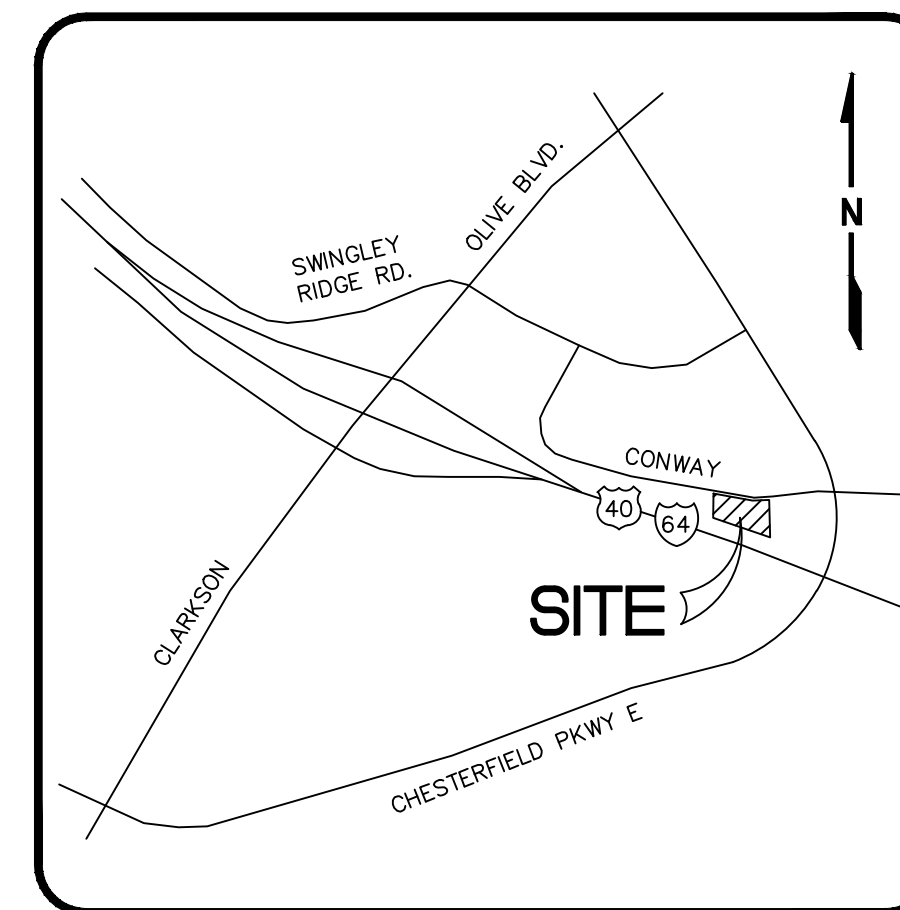 OLIVE BLVD.
N
SWINGLEY
RIDGE RD.
CONWAY
40
64
SITE
CLARKSON
CHESTERFIELD PKWY E